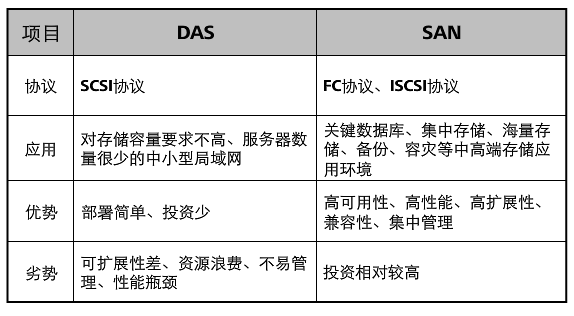 项目 DAS SAN
协议 SCSI协议 FC协议、ISCSI协议
应用
对存储容量要求不高、服务器数
量很少的中小型局域网
关键数据库、集中存储、海量存
储、备份、容灾等中高端存储应
用环境
优势
部署简单、投资少
高可用性、高性能、高扩展性、
兼容性、集中管理
劣势
可扩展性差、资源浪费、不易管
理、性能瓶颈
投资相对较高